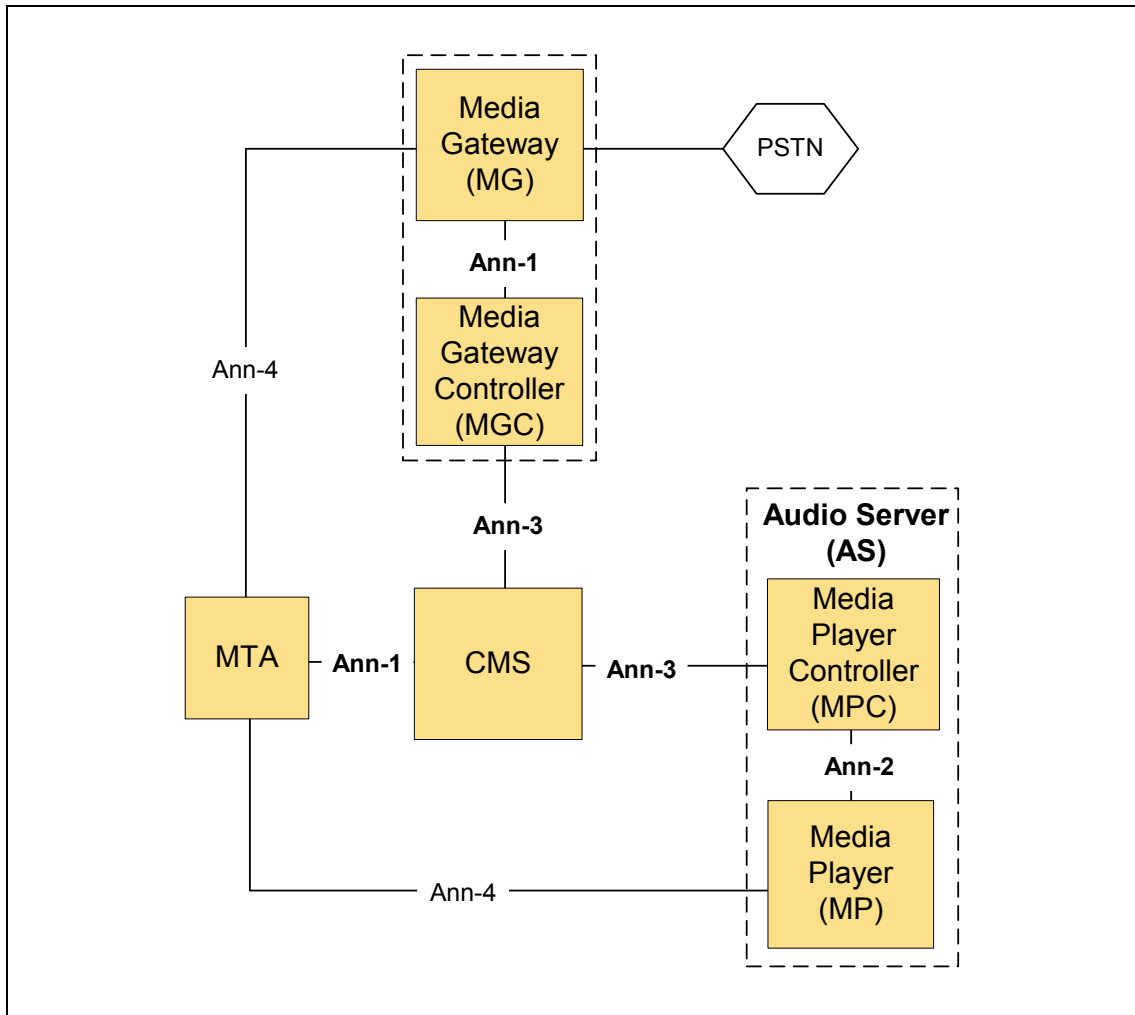 Media
Gateway
(MG)
PSTN
Ann-1
Media
Gateway
Controller
(MGC)
Ann-4
Ann-3
Audio Server
(AS)
MTA
Ann-1
CMS
Ann-3
Media
Player
Controller
(MPC)
Ann-2
Media
Player
(MP)
Ann-4